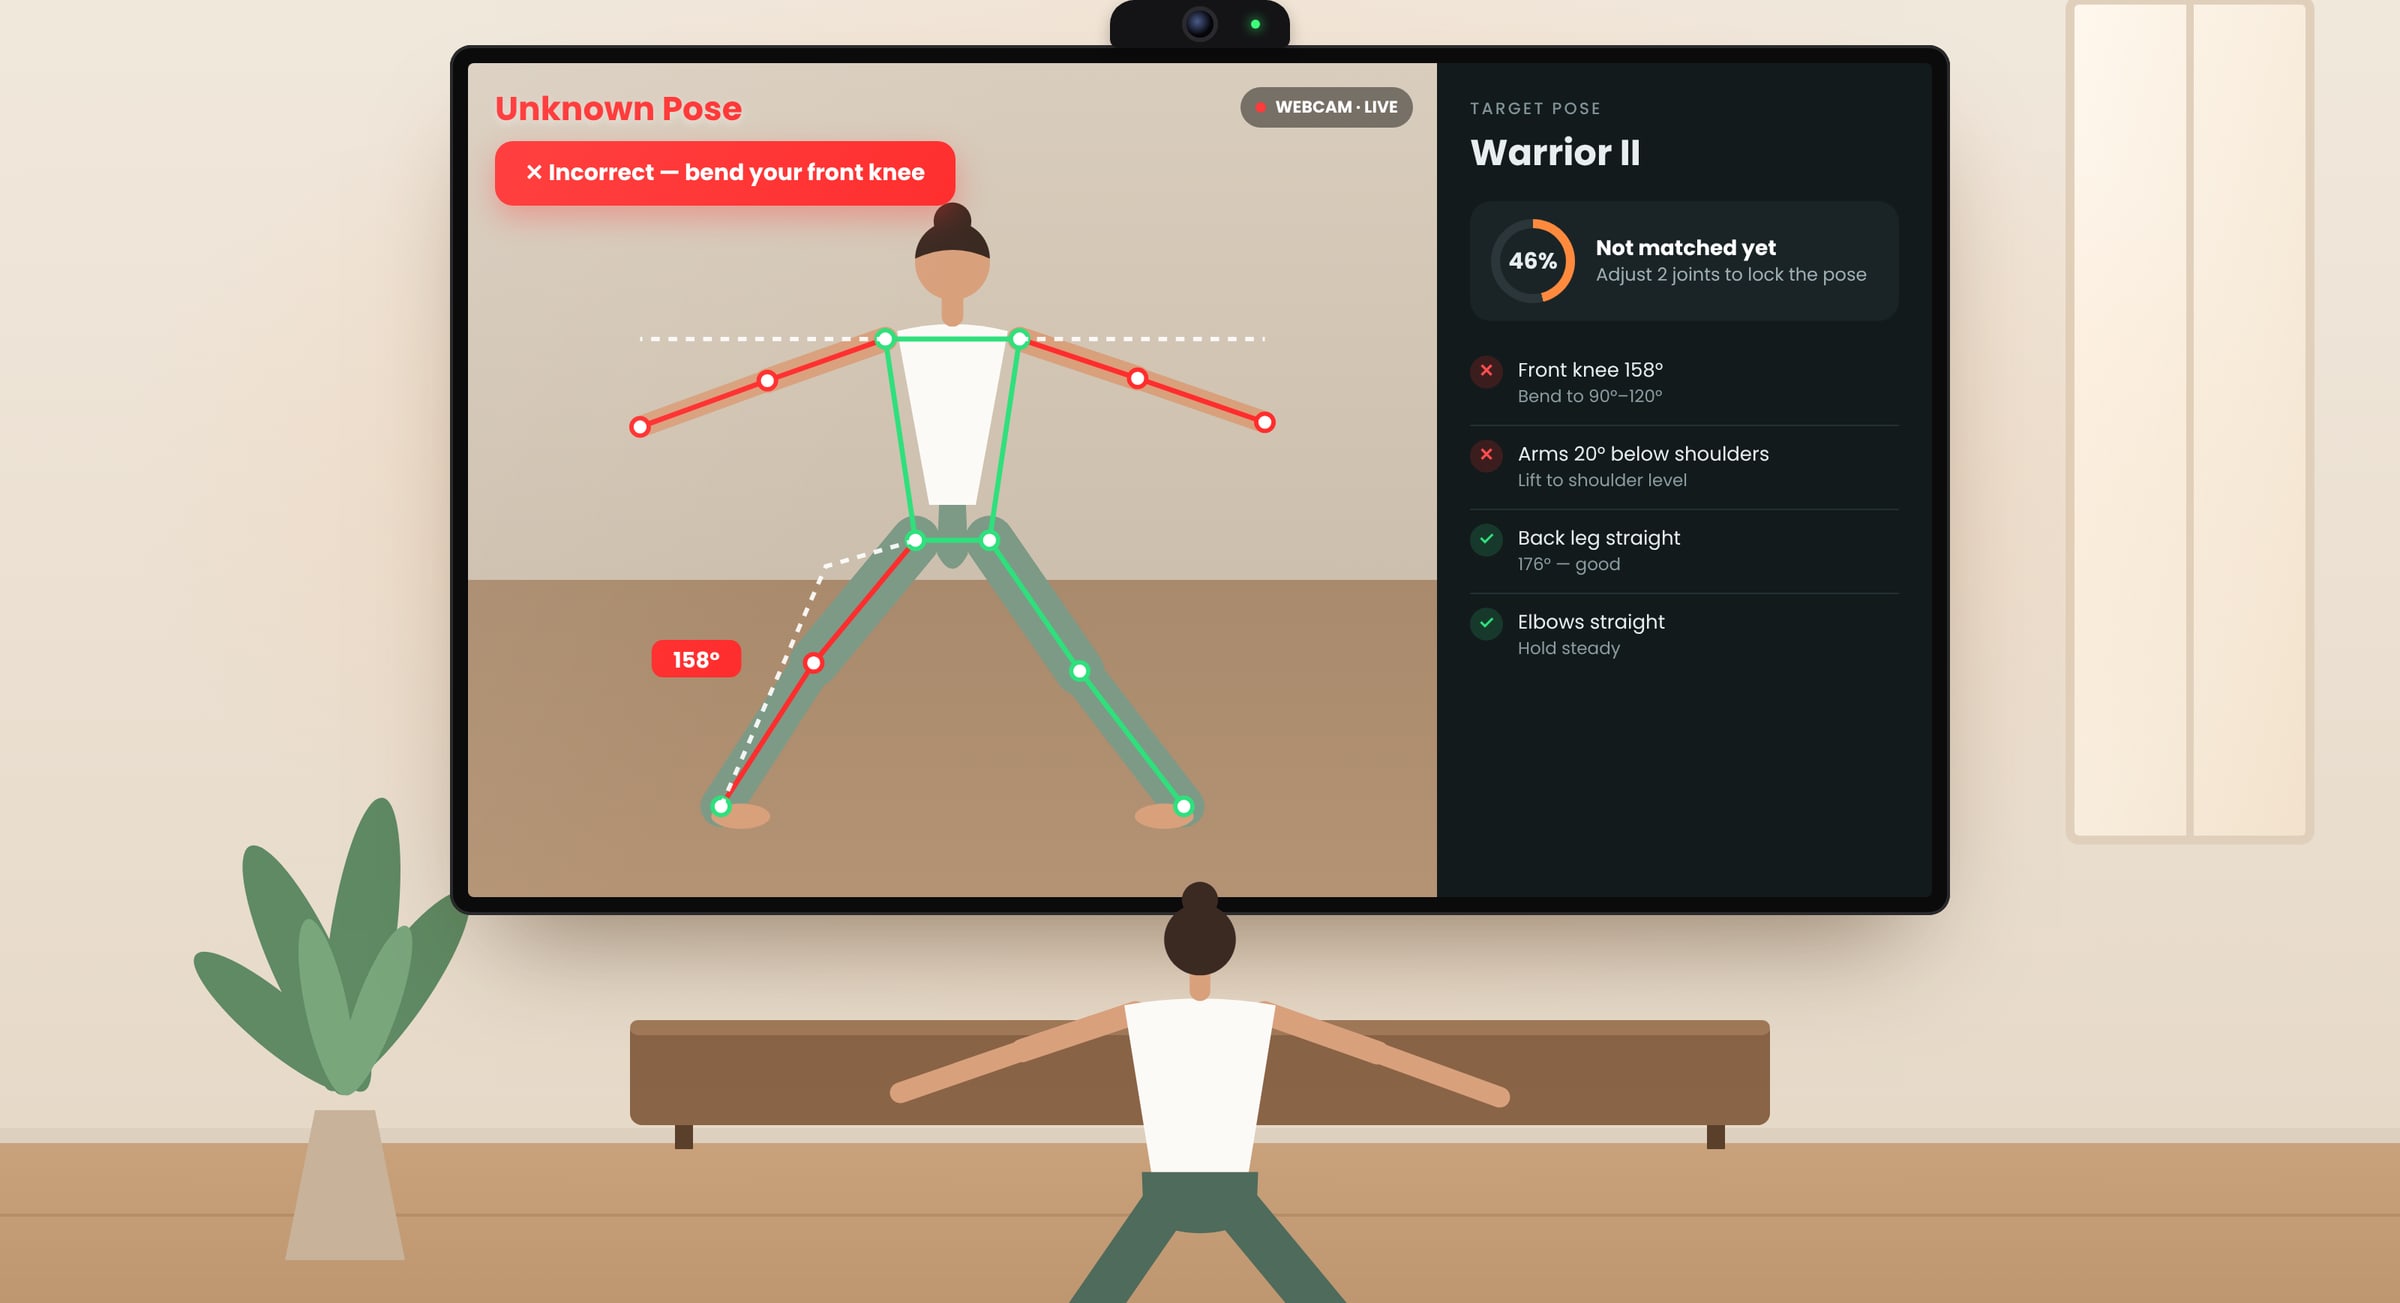 Unknown Pose
✕ Incorrect — bend your front knee
WEBCAM · LIVE
158°
TARGET POSE
Warrior II
46%
Not matched yet
Adjust 2 joints to lock the pose
Front knee 158°
Bend to 90°–120°
Arms 20° below shoulders
Lift to shoulder level
Back leg straight
176° — good
Elbows straight
Hold steady